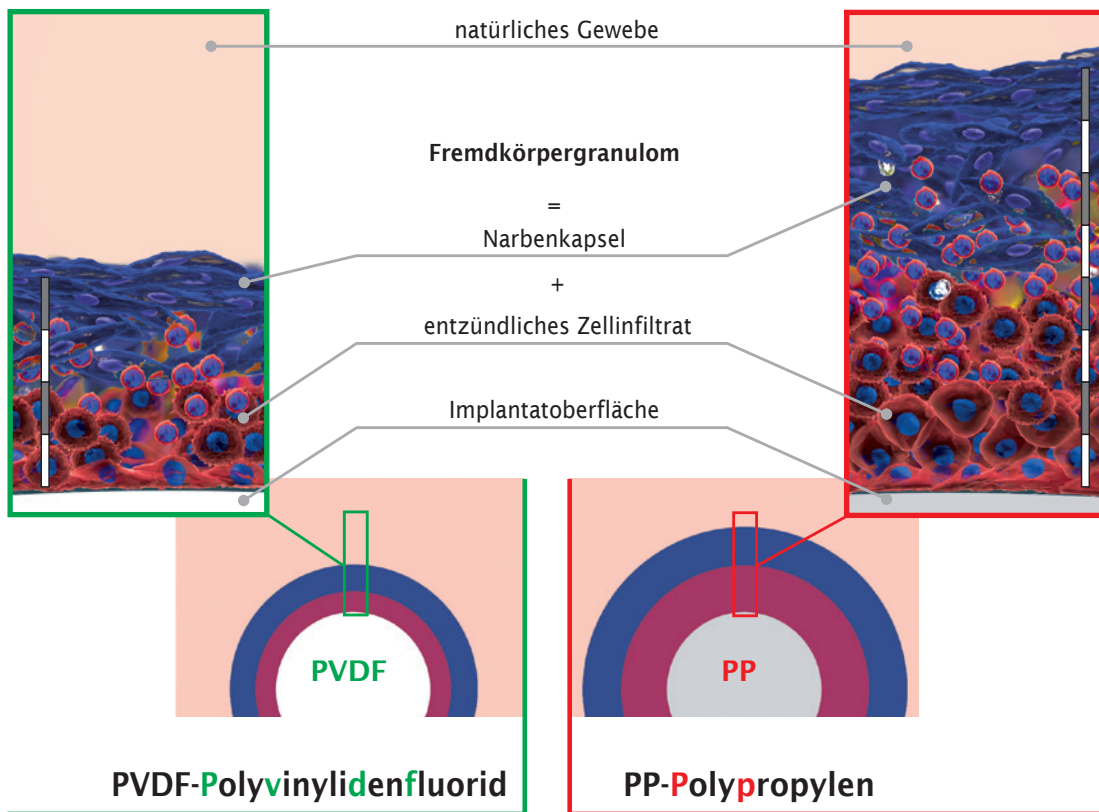 natürliches Gewebe
Fremdkörpergranulom
=
Narbenkapsel
+
entzündliches Zellinfiltrat
Implantatoberfläche
PVDF
PP
PVDF-Polyvinylidenfluorid
PP-Polypropylen